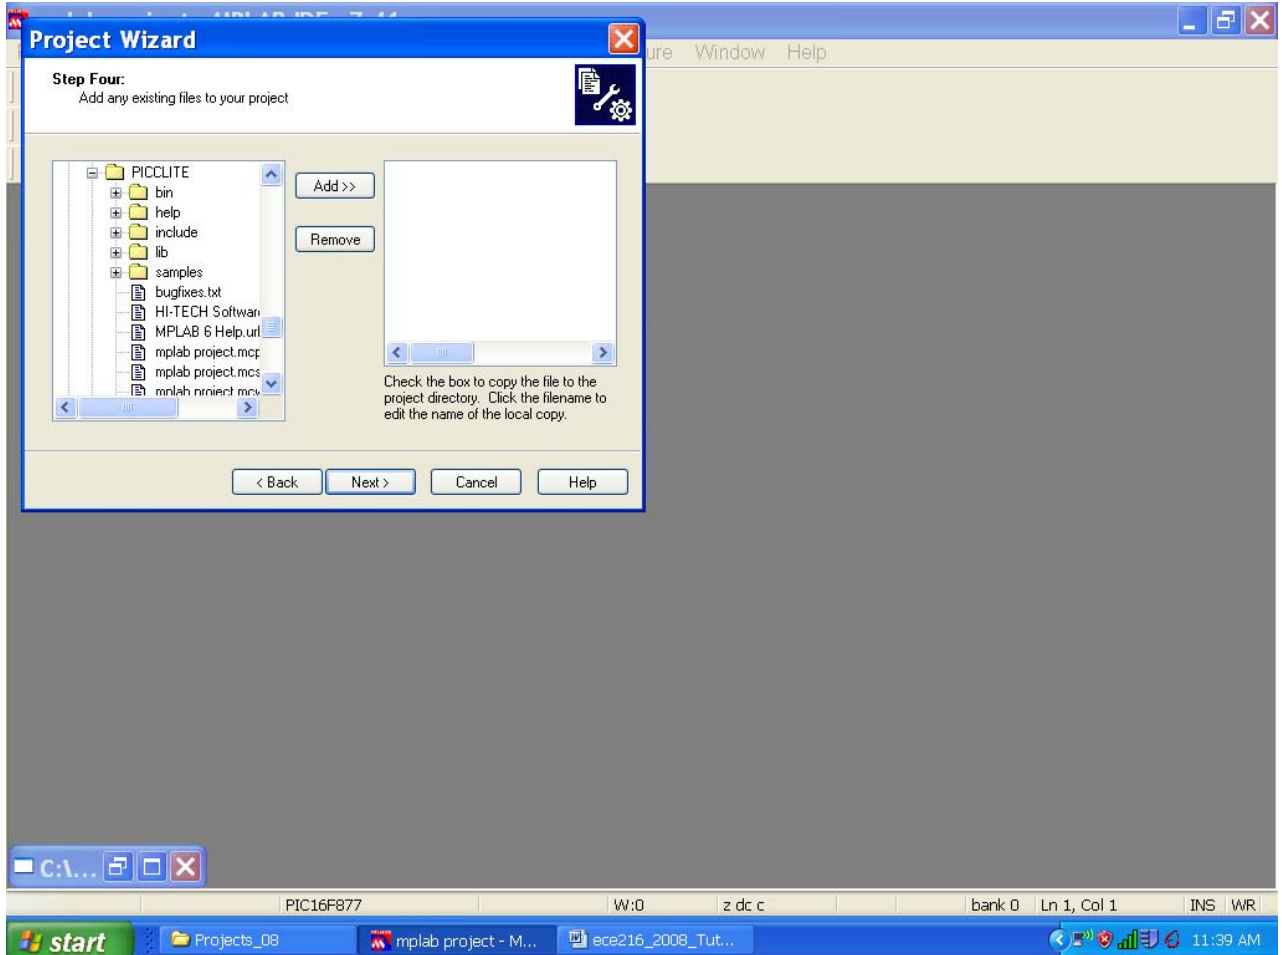 Project Wizard
ure Window Help
Step Four:
Add any existing files to your project
PICCLITE
bin
help
include
lib
samples
bugfixes.txt
HI-TECH Softwar
MPLAB 6 Help.url
mplab project.mcp
mplab project.mcs
mplab project.mcw
Add >>
Remove
Check the box to copy the file to the
project directory. Click the filename to
edit the name of the local copy.
< Back Next > Cancel Help
C:\...
PIC16F877 W:0 z dc c bank 0 Ln 1, Col 1 INS WR
start Projects_08 mplab project - M... ece216_2008_Tut... 11:39 AM